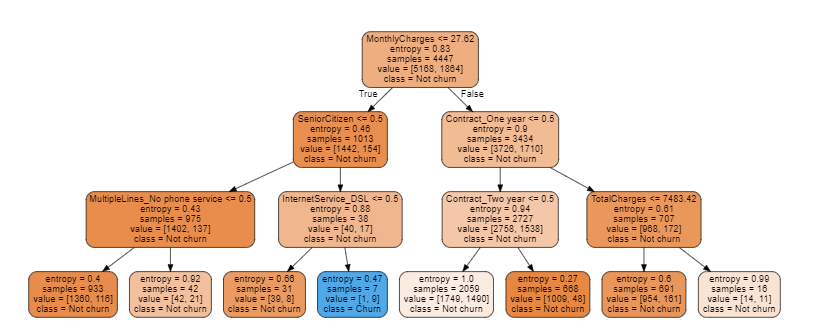 MonthlyCharges <= 27.62
entropy = 0.83
samples = 4447
value = [5168, 1864]
class = Not churn
True
False
SeniorCitizen <= 0.5
entropy = 0.46
samples = 1013
value = [1442, 154]
class = Not churn
Contract_One year <= 0.5
entropy = 0.9
samples = 3434
value = [3726, 1710]
class = Not churn
MultipleLines_No phone service <= 0.5
entropy = 0.43
samples = 975
value = [1402, 137]
class = Not churn
InternetService_DSL <= 0.5
entropy = 0.88
samples = 38
value = [40, 17]
class = Not churn
Contract_Two year <= 0.5
entropy = 0.94
samples = 2727
value = [2758, 1538]
class = Not churn
TotalCharges <= 7483.42
entropy = 0.61
samples = 707
value = [968, 172]
class = Not churn
entropy = 0.4
samples = 933
value = [1360, 116]
class = Not churn
entropy = 0.92
samples = 42
value = [42, 21]
class = Not churn
entropy = 0.66
samples = 31
value = [39, 8]
class = Not churn
entropy = 0.47
samples = 7
value = [1, 9]
class = Churn
entropy = 1.0
samples = 2059
value = [1749, 1490]
class = Not churn
entropy = 0.27
samples = 668
value = [1009, 48]
class = Not churn
entropy = 0.6
samples = 691
value = [954, 161]
class = Not churn
entropy = 0.99
samples = 16
value = [14, 11]
class = Not churn